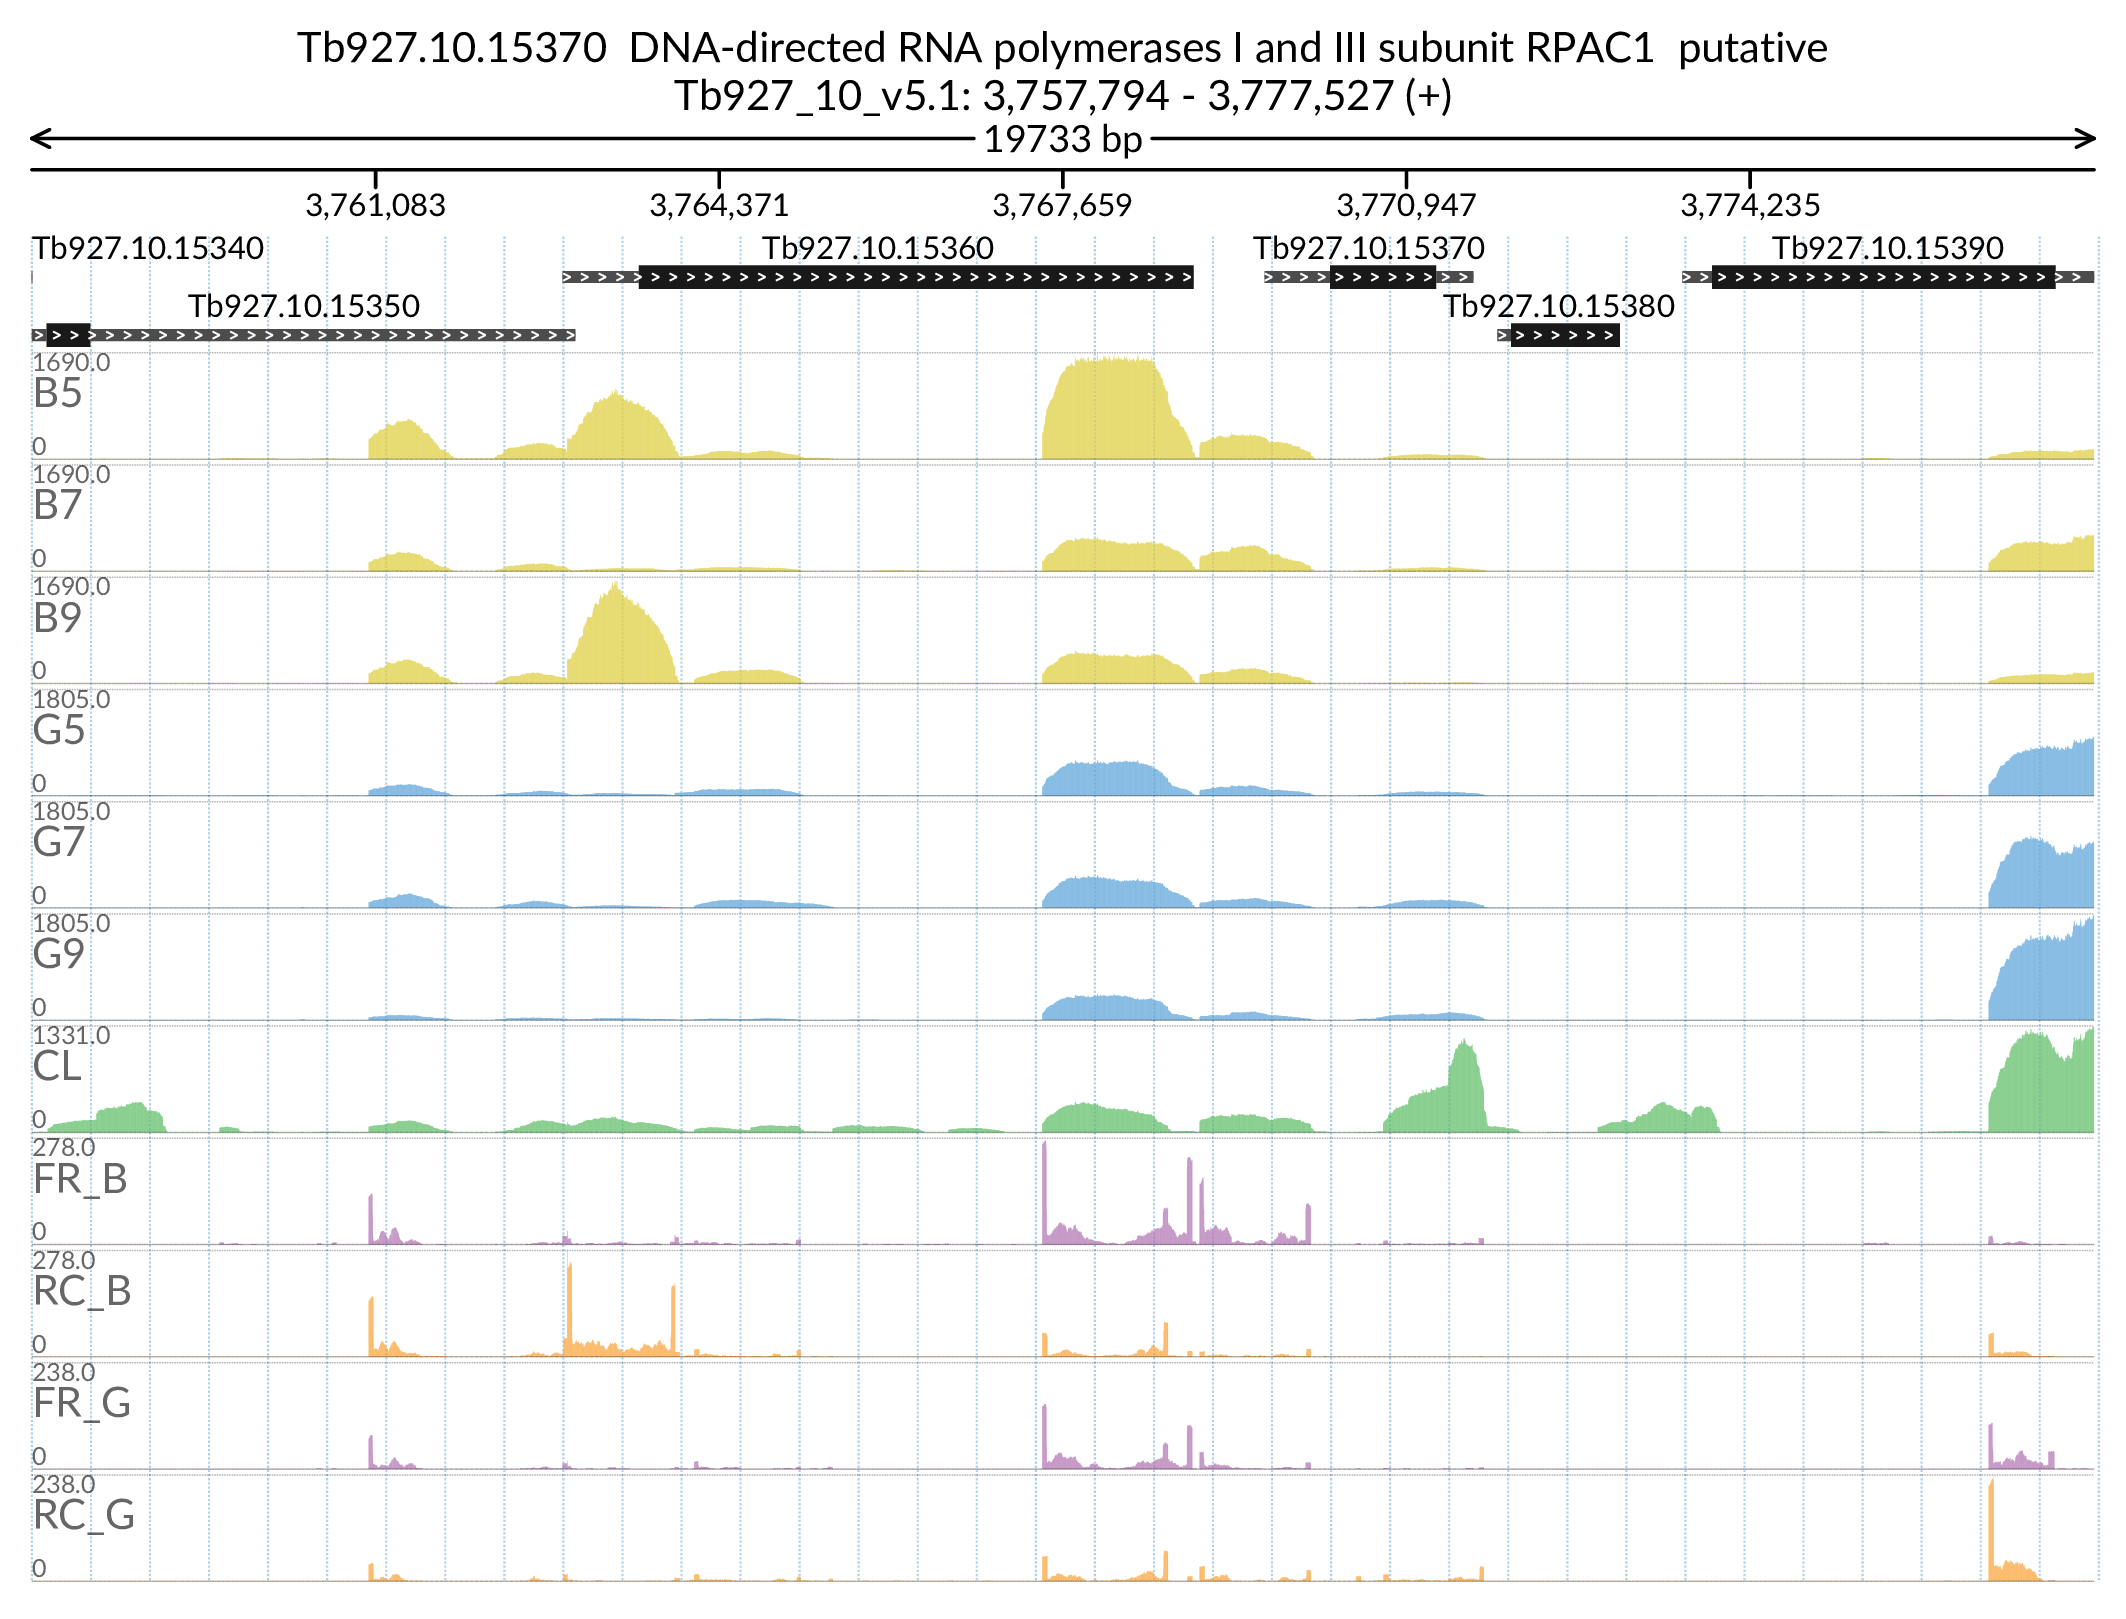 Tb927.10.15370  DNA-directed RNA polymerases I and III subunit RPAC1  putative
Tb927_10_v5.1: 3,757,794 - 3,777,527 (+)
19733 bp
3,761,083 3,764,371 3,767,659 3,770,947 3,774,235
Tb927.10.15340 Tb927.10.15360 Tb927.10.15370 Tb927.10.15390
Tb927.10.15350 Tb927.10.15380
1690.0
B5
0
1690.0
B7
0
1690.0
B9
0
1805.0
G5
0
1805.0
G7
0
1805.0
G9
0
1331.0
CL
0
278.0
FR_B
0
278.0
RC_B
0
238.0
FR_G
0
238.0
RC_G
0